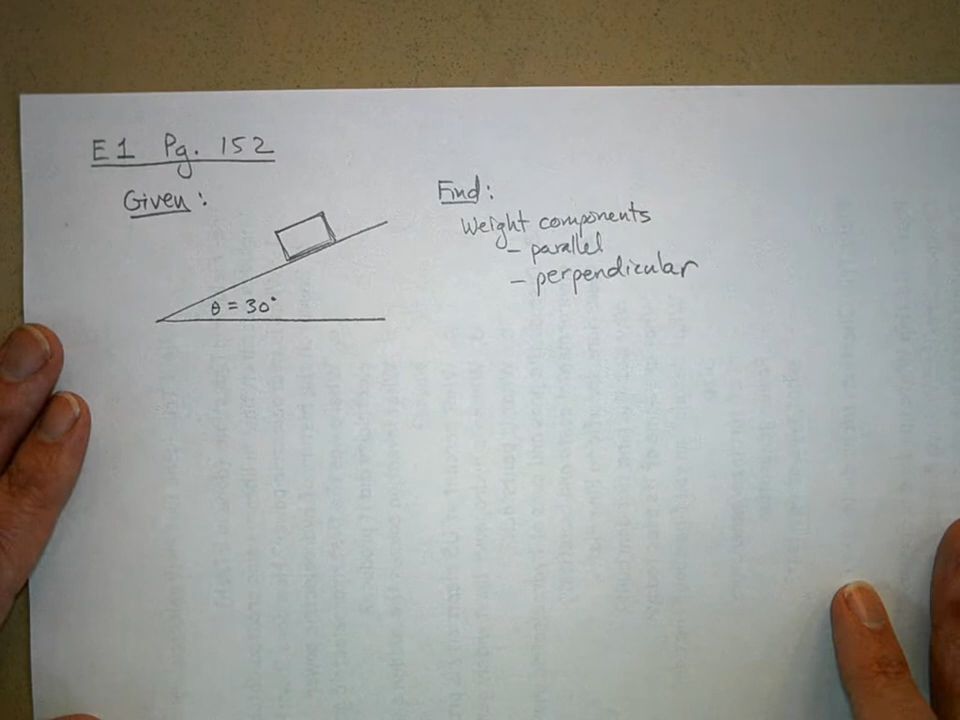 E1 Pg. 152
Given:
Find:
Weight components
- parallel
- perpendicular
θ = 30°